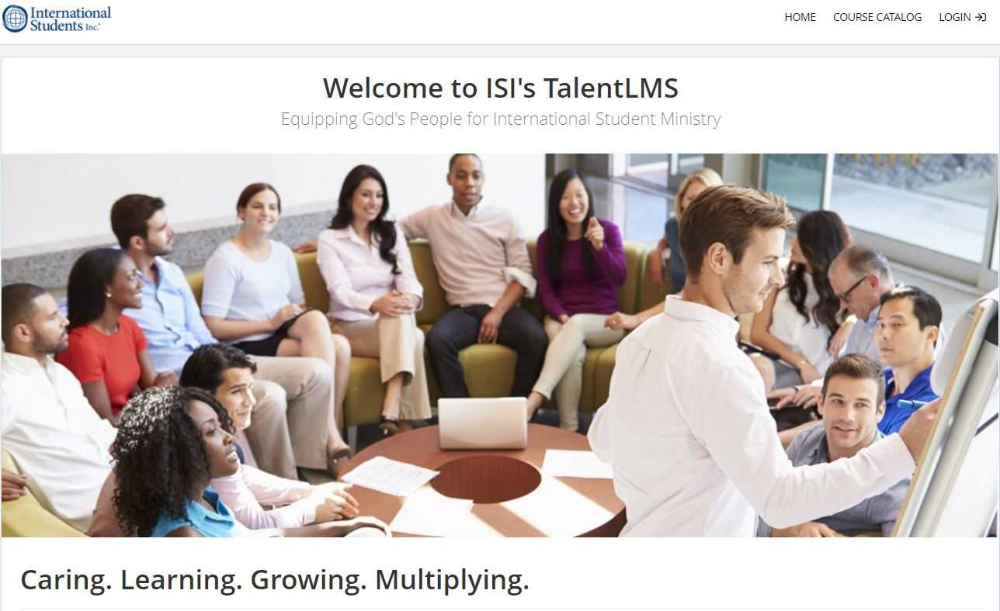 International
Students Inc.
HOME COURSE CATALOG LOGIN
Welcome to ISI's TalentLMS
Equipping God's People for International Student Ministry
Caring. Learning. Growing. Multiplying.